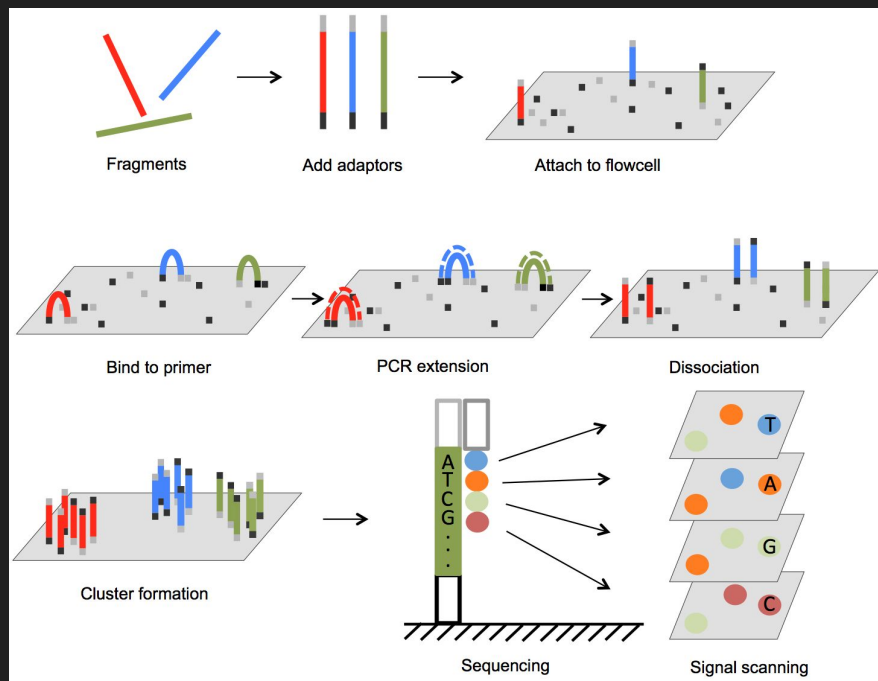 Fragments
Add adaptors
Attach to flowcell
Bind to primer
PCR extension
Dissociation
Cluster formation
A
T
C
G
.
.
.
Sequencing
T
A
G
C
Signal scanning